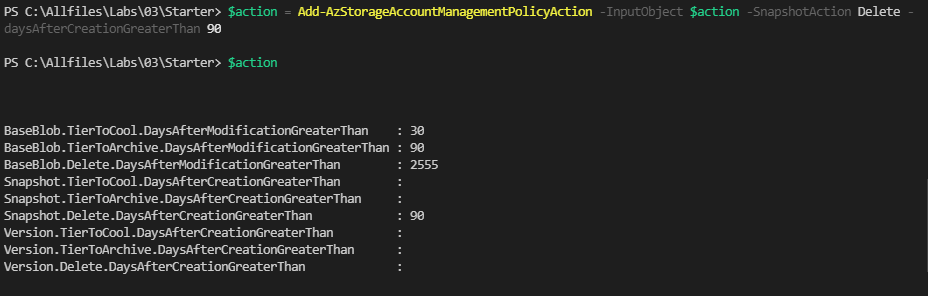 PS C:\Allfiles\Labs\03\Starter> $action = Add-AzStorageAccountManagementPolicyAction -InputObject $action -SnapshotAction Delete -
daysAfterCreationGreaterThan 90
PS C:\Allfiles\Labs\03\Starter> $action
BaseBlob.TierToCool.DaysAfterModificationGreaterThan    : 30
BaseBlob.TierToArchive.DaysAfterModificationGreaterThan : 90
BaseBlob.Delete.DaysAfterModificationGreaterThan        : 2555
Snapshot.TierToCool.DaysAfterCreationGreaterThan        :
Snapshot.TierToArchive.DaysAfterCreationGreaterThan     :
Snapshot.Delete.DaysAfterCreationGreaterThan            : 90
Version.TierToCool.DaysAfterCreationGreaterThan         :
Version.TierToArchive.DaysAfterCreationGreaterThan      :
Version.Delete.DaysAfterCreationGreaterThan             :